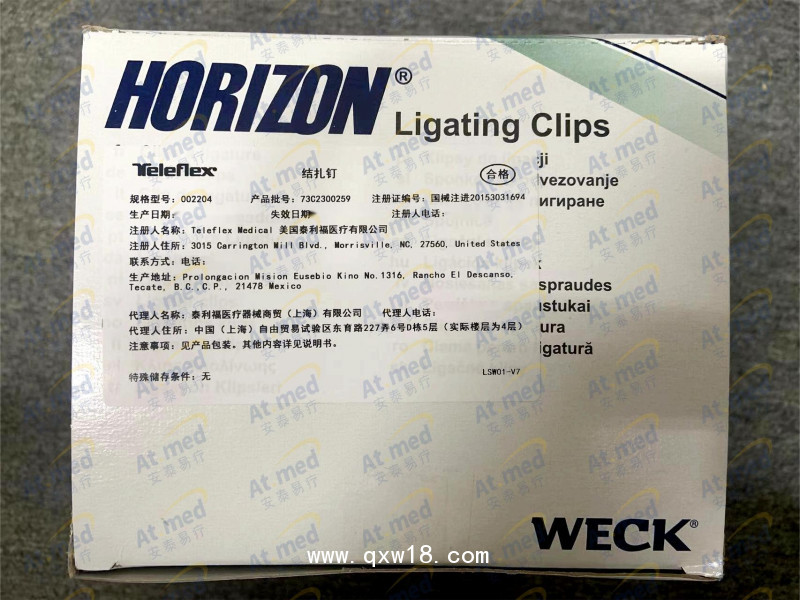 HORIZON®
Ligating Clips
Teleflex 结扎钉 合格
规格型号: 002204 产品批号: 73C2300259 注册证编号: 国械注进20153031694
生产日期: 失效日期 注册人电话:
注册人名称: Teleflex Medical 美国泰利福医疗有限公司
注册人住所: 3015 Carrington Mill Blvd., Morrisville, NC, 27560, United States
联系方式: 电话:
生产地址: Prolongacion Mision Eusebio Kino No.1316, Rancho El Descanso,
Tecate, B.C.,C.P., 21478 Mexico
代理人名称: 泰利福医疗器械商贸（上海）有限公司 代理人电话:
代理人住所: 中国（上海）自由贸易试验区东育路227弄6号D栋5层（实际楼层为4层）
注意事项: 见产品包装。其他内容详见说明书。
特殊储存条件: 无 LSW01-V7
ji
vezovanje
игиране
k
spraudes
stukai
ura
igatură
WECK®
At med
安泰易疗
www.qxw18.com